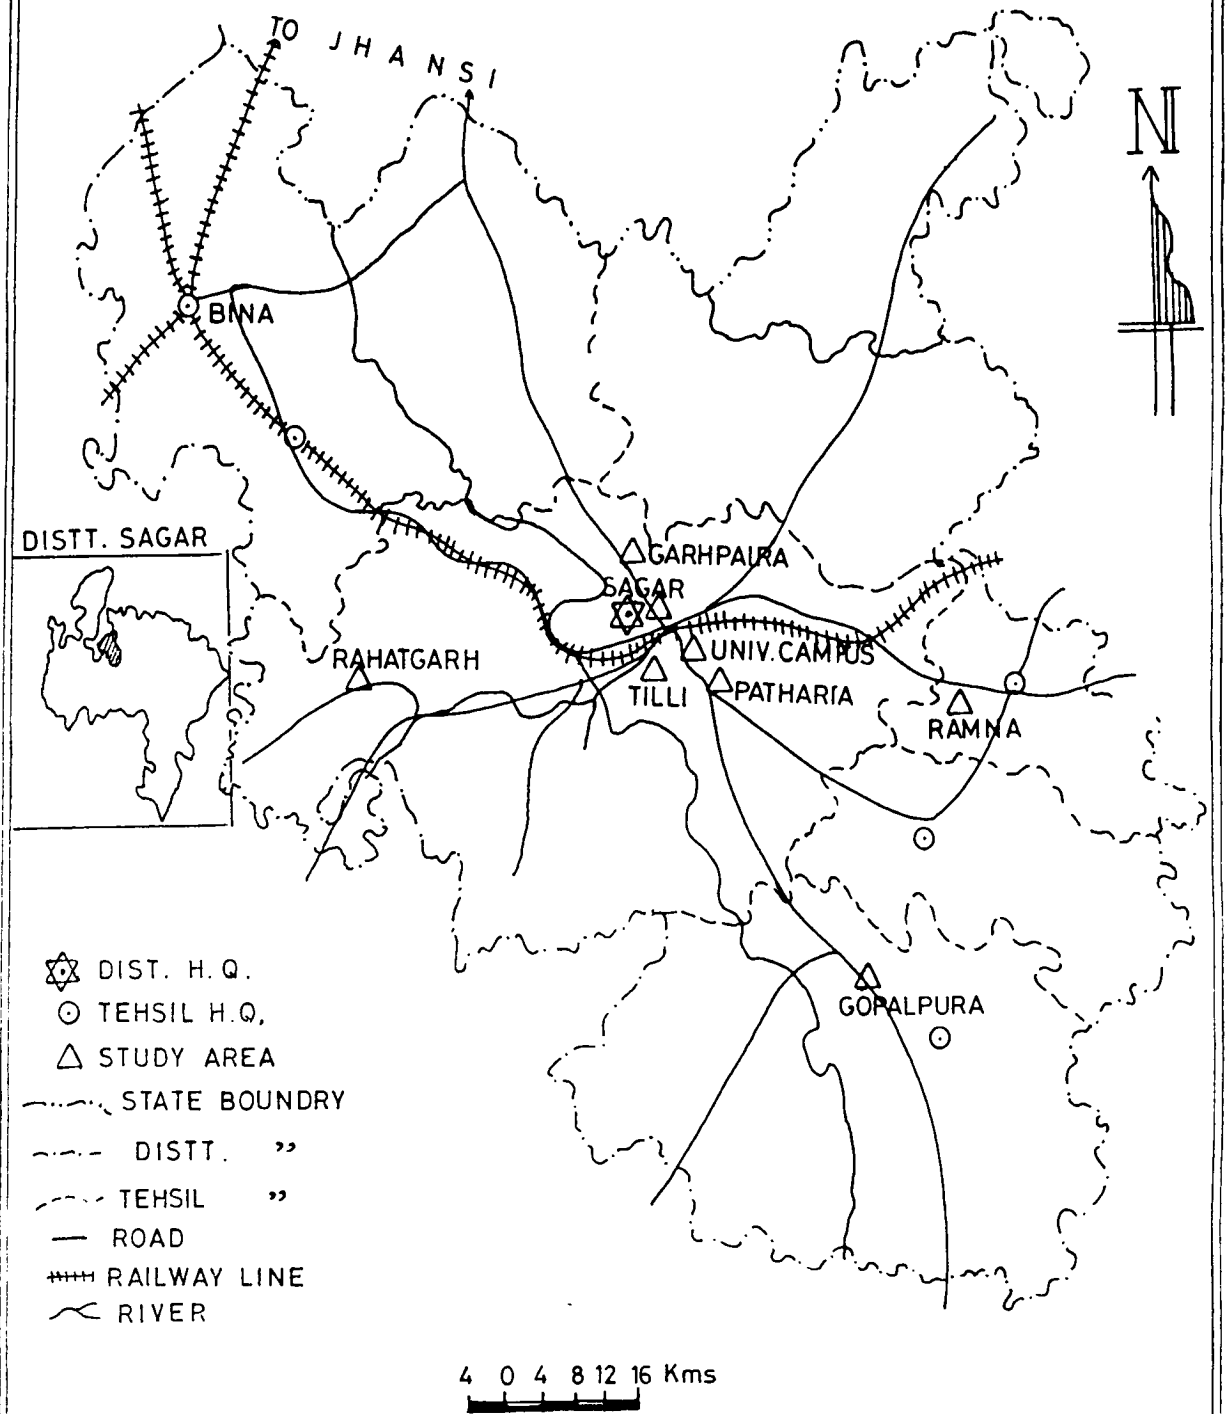 TO JHANSI
N
BINA
DISTT. SAGAR
GARHPAIRA
SAGAR
RAHATGARH
UNIV. CAMPUS
TILLI
PATHARIA
RAMNA
GOPALPURA
DIST. H.Q.
TEHSIL H.Q,
STUDY AREA
STATE BOUNDRY
DISTT. ”
TEHSIL ”
ROAD
RAILWAY LINE
RIVER
4 0 4 8 12 16 Kms